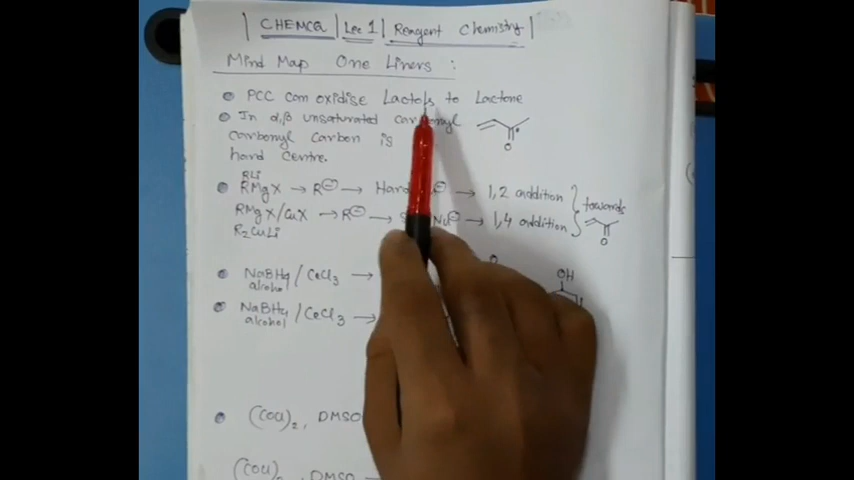 CHEMCA | Lec 1 | Reagent Chemistry
Mind Map One Liners :
PCC can oxidise Lactols to Lactone
In α,β unsaturated carbonyl
carbonyl carbon is
hard centre.
RLi
RMgX → R⊖ → Hard → 1,2 addition
towards
RMgX/CuX → R⊖ → Nu⊖ → 1,4 addition
R₂CuLi
O
NaBH4 / CeCl3 →
alcohol
OH
NaBH4 / CeCl3 →
alcohol
(COCl)2, DMSO
(COCl)2, DMSO